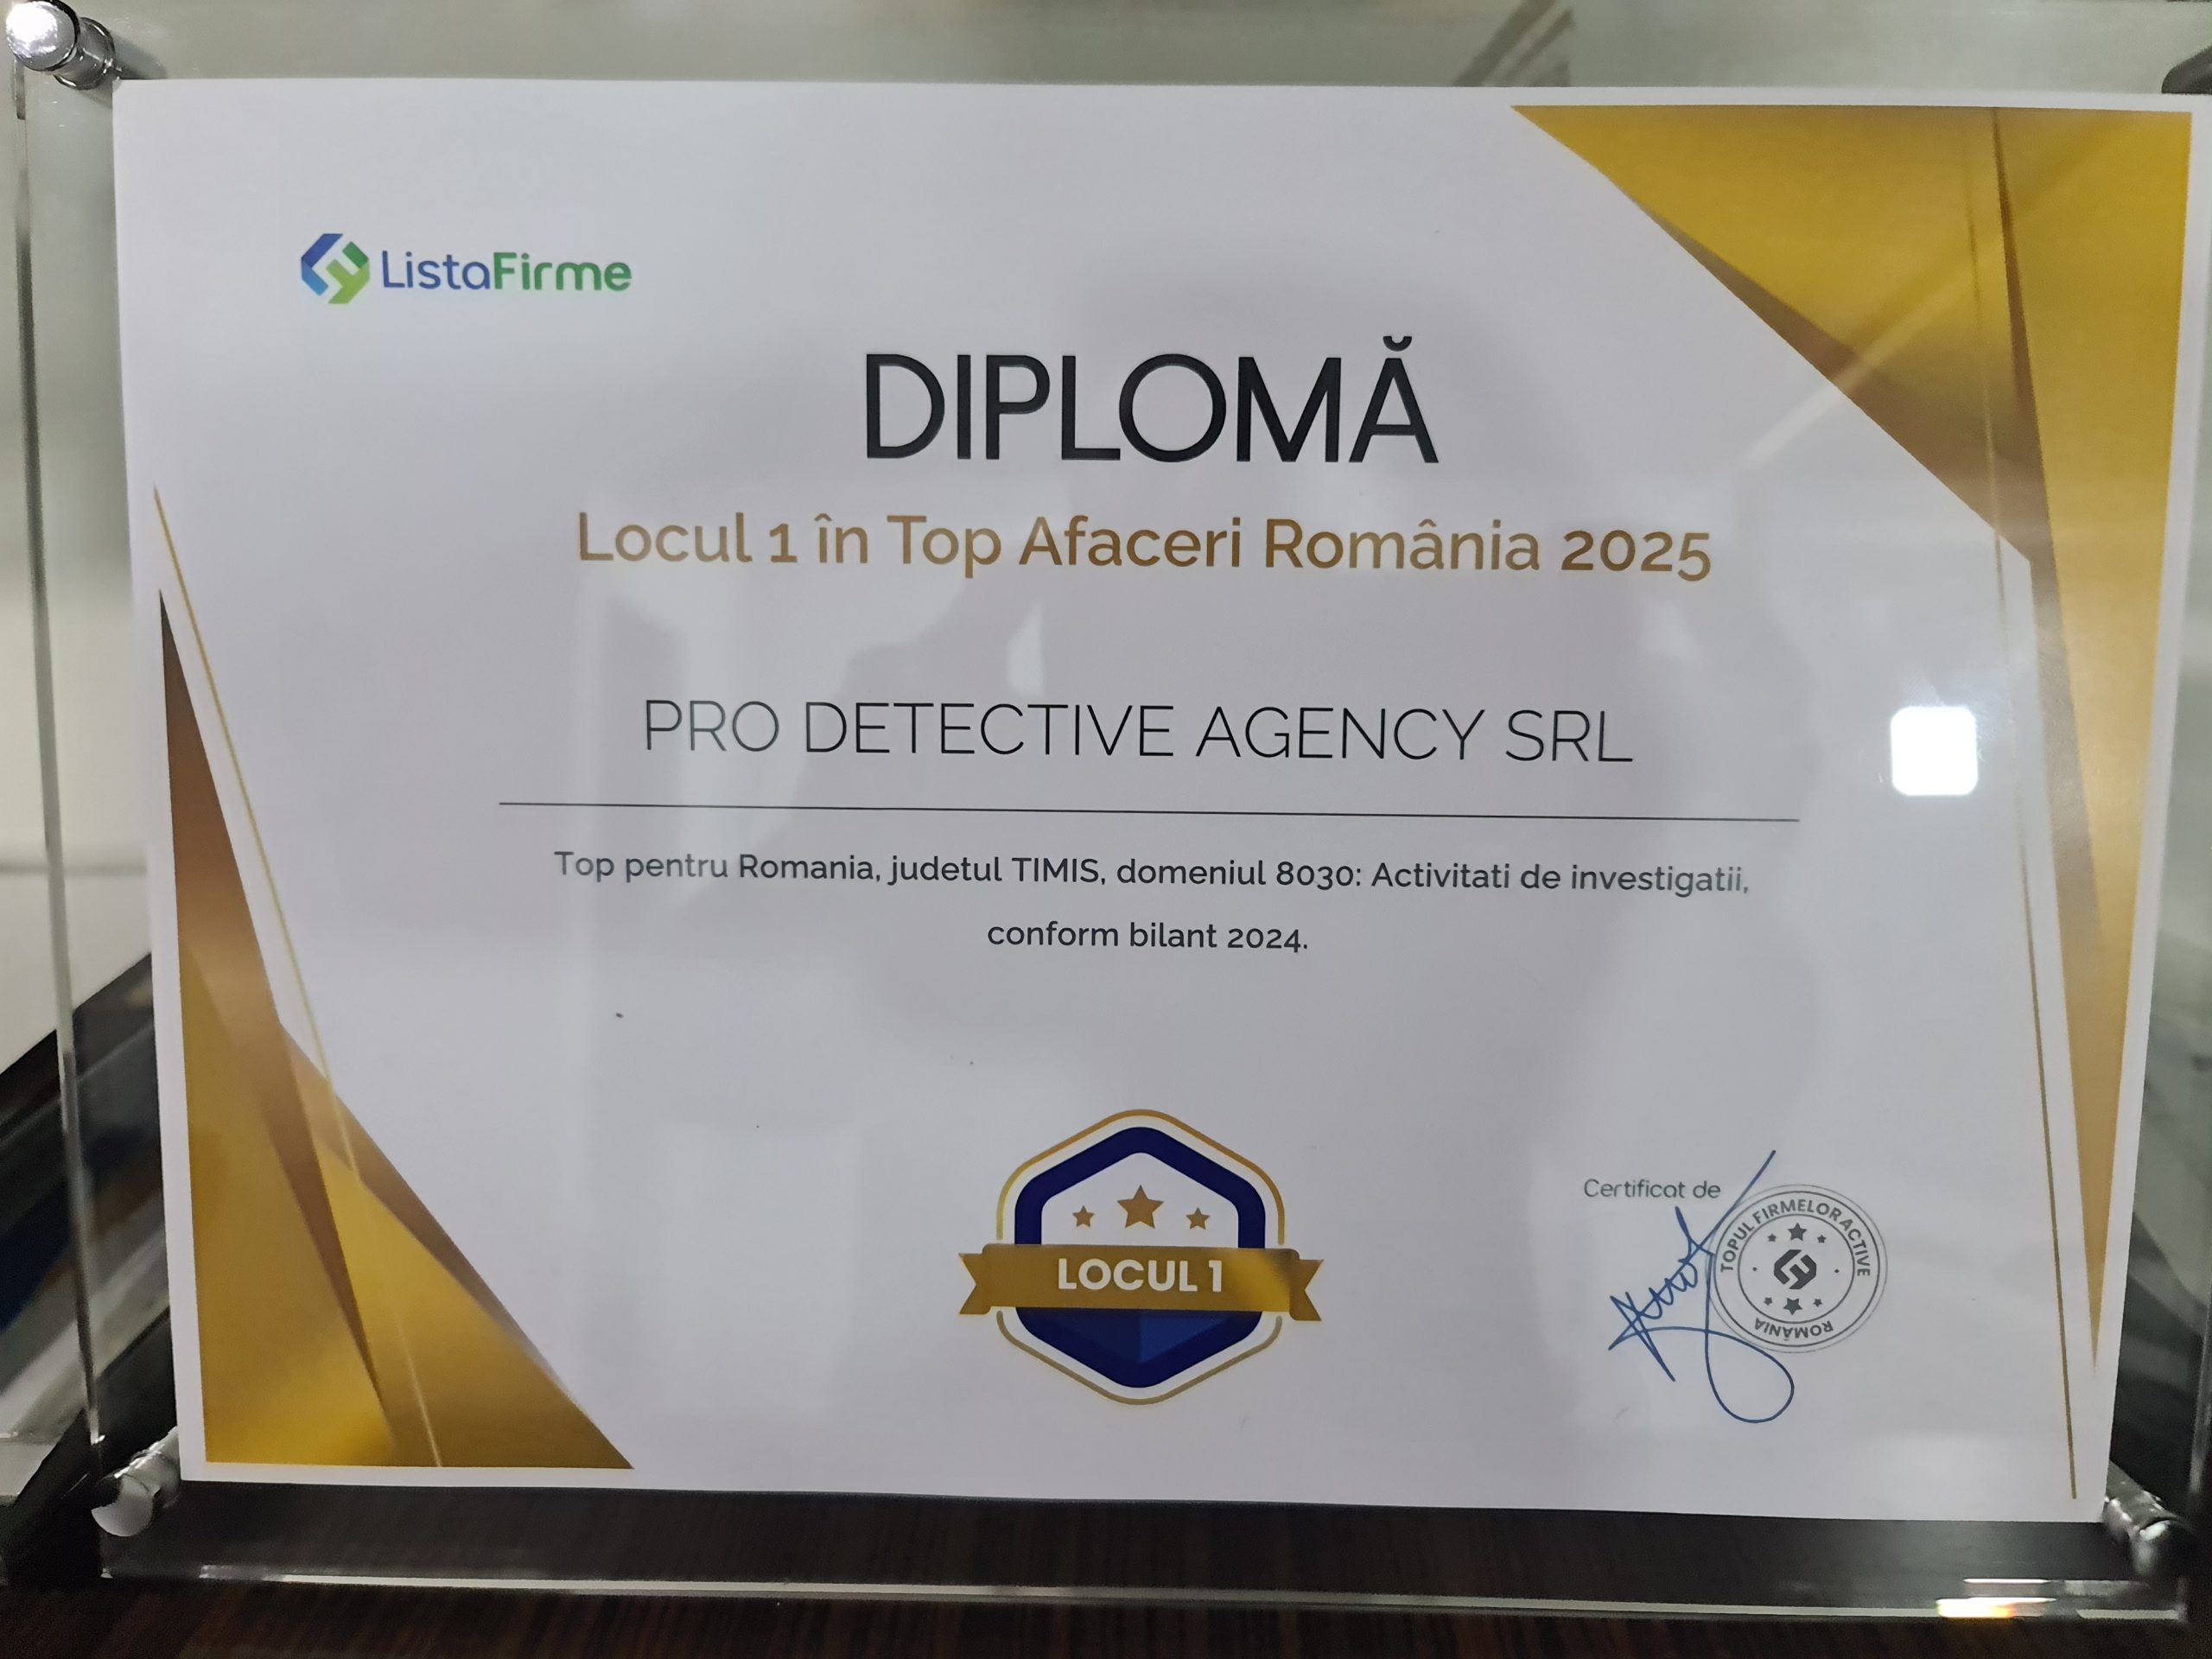 ListaFirme
DIPLOMĂ
Locul 1 în Top Afaceri România 2025
PRO DETECTIVE AGENCY SRL
Top pentru Romania, judetul TIMIS, domeniul 8030: Activitati de investigatii,
conform bilant 2024.
LOCUL 1
Certificat de
TOPUL FIRMELOR ACTIVE
ROMÂNIA